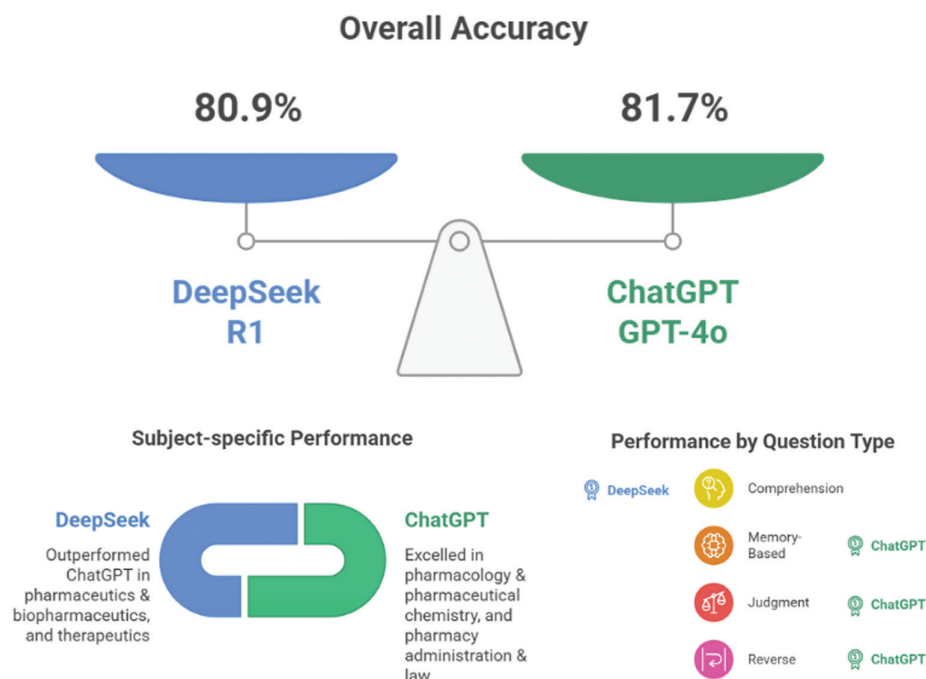 Overall Accuracy
80.9%
81.7%
DeepSeek
R1
ChatGPT
GPT-4o
Subject-specific Performance
DeepSeek
Outperformed
ChatGPT in
pharmaceutics &
biopharmaceutics,
and therapeutics
ChatGPT
Excelled in
pharmacology &
pharmaceutical
chemistry, and
pharmacy
administration &
law
Performance by Question Type
DeepSeek
Comprehension
Memory-
Based
ChatGPT
Judgment
ChatGPT
Reverse
ChatGPT